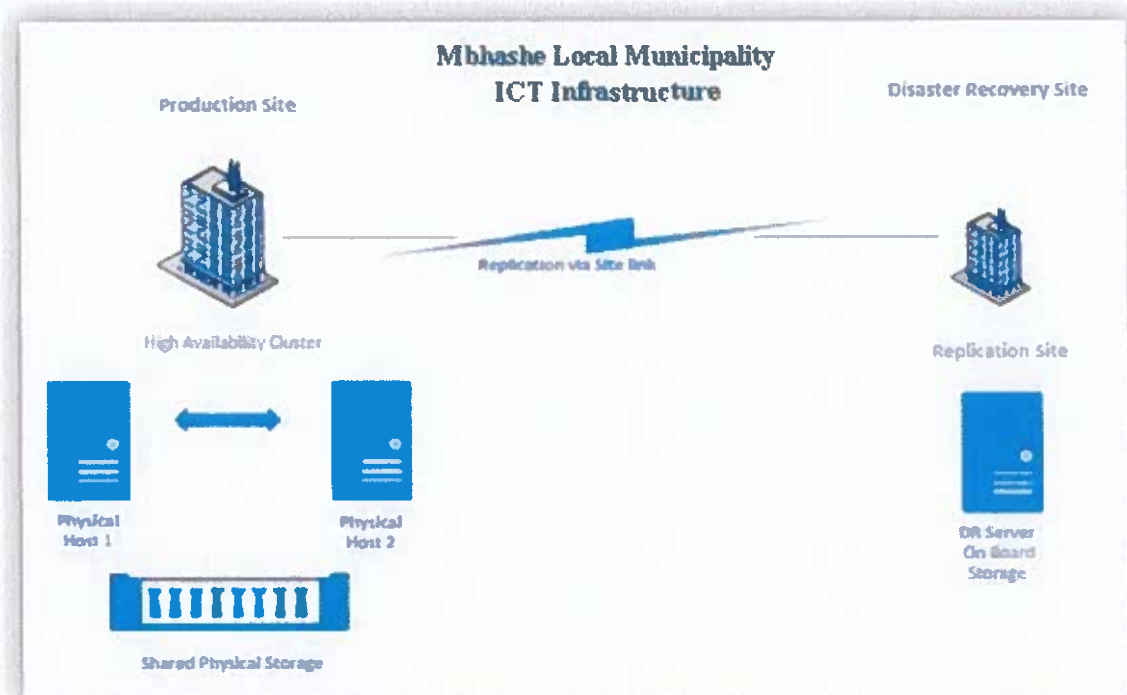 Mbhashe Local Municipality
ICT Infrastructure
Production Site
Disaster Recovery Site
Replication via Site link
High Availability Cluster
Replication Site
Physical
Host 1
Physical
Host 2
DR Server
On Board
Storage
Shared Physical Storage